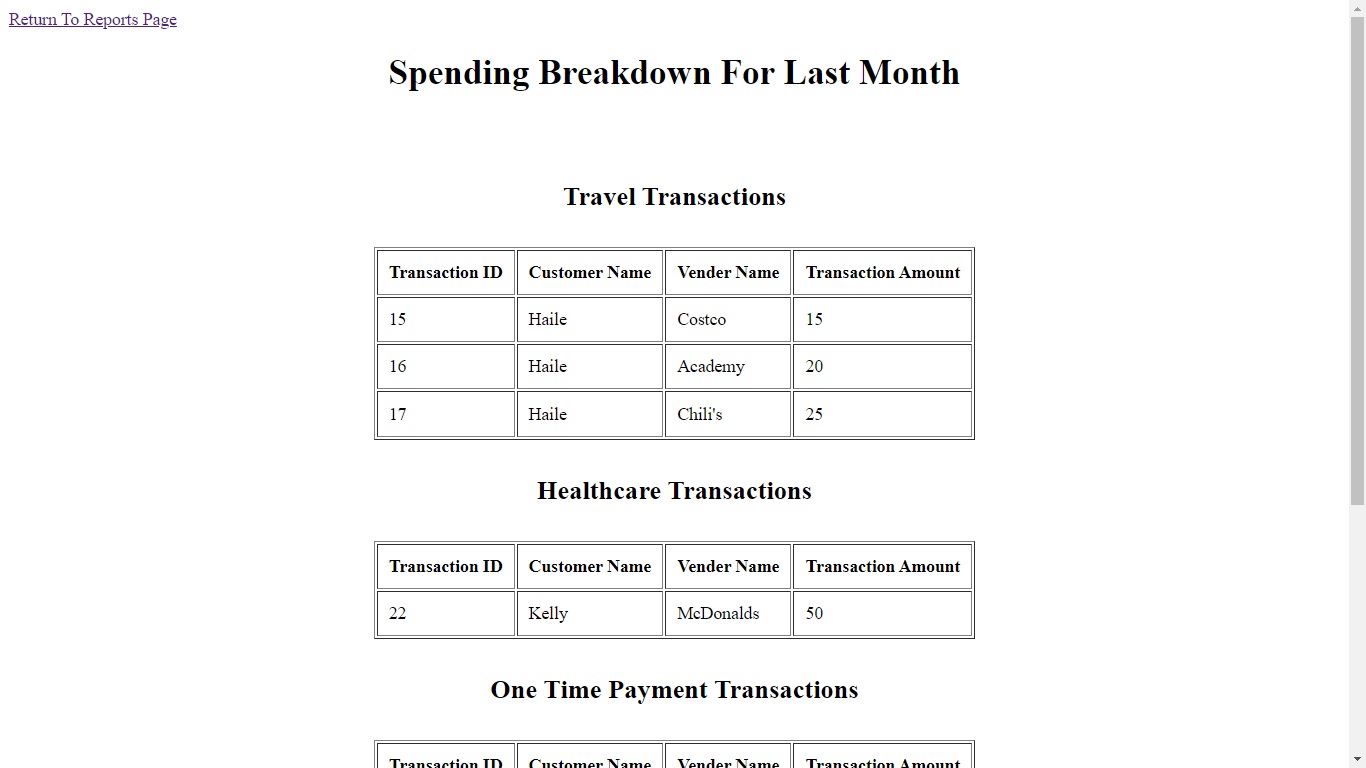 Return To Reports Page
Spending Breakdown For Last Month
Travel Transactions
Transaction ID Customer Name Vender Name Transaction Amount
15 Haile Costco 15
16 Haile Academy 20
17 Haile Chili's 25
Healthcare Transactions
Transaction ID Customer Name Vender Name Transaction Amount
22 Kelly McDonalds 50
One Time Payment Transactions
Transaction ID Customer Name Vender Name Transaction Amount